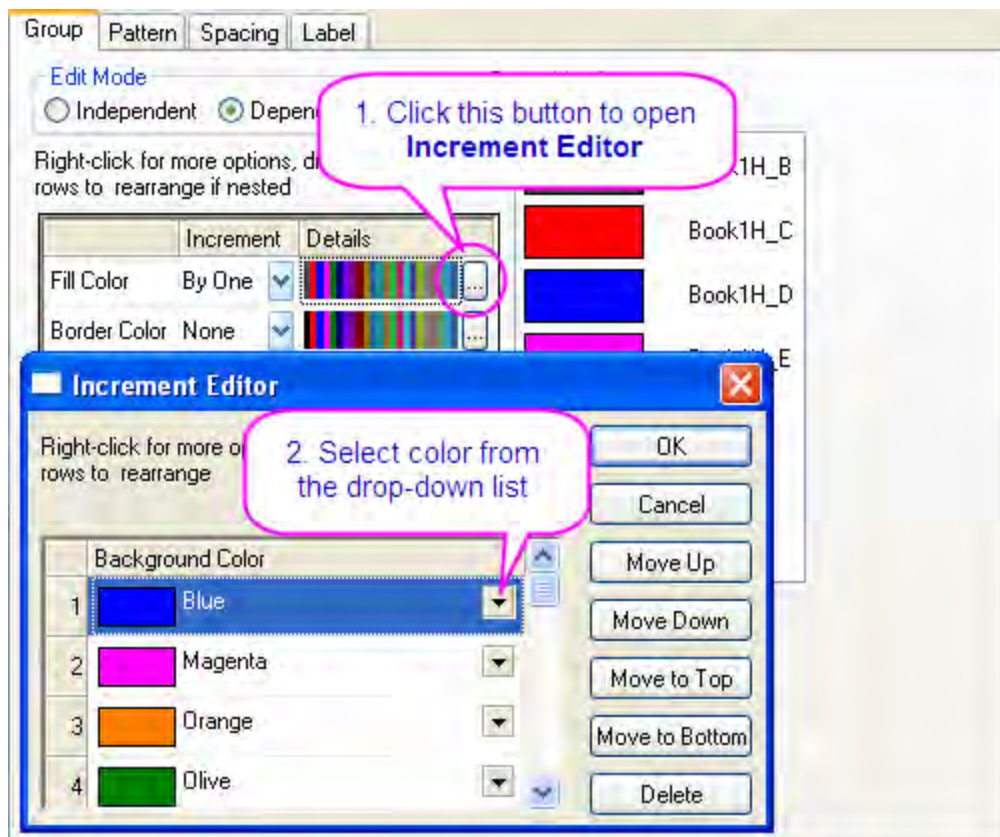 Group Pattern Spacing Label
Edit Mode
Independent
1. Click this button to open
Increment Editor
Right-click for more options,
rows to rearrange if nested
Increment Details
Fill Color By One ...
Border Color None ...
Book1H_C
Book1H_D
Increment Editor
Right-click for more
rows to rearrange
2. Select color from
the drop-down list
OK
Cancel
Move Up
Move Down
Move to Top
Move to Bottom
Delete
Background Color
1 Blue
2 Magenta
3 Orange
4 Olive